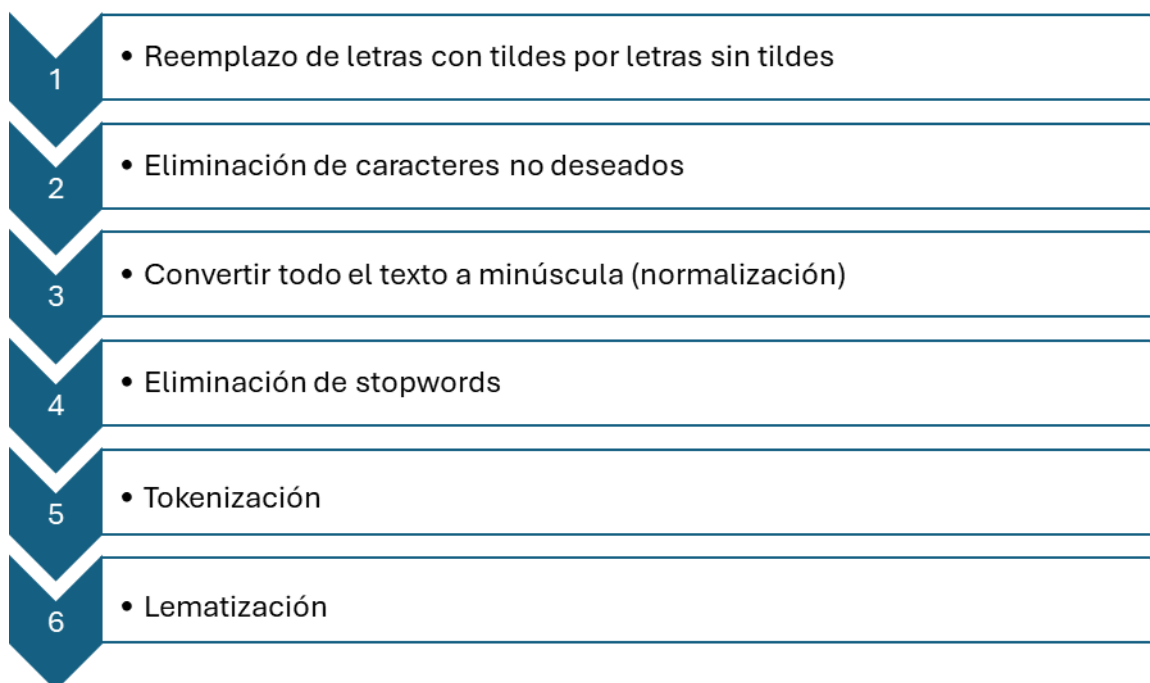 1
• Reemplazo de letras con tildes por letras sin tildes
2
• Eliminación de caracteres no deseados
3
• Convertir todo el texto a minúscula (normalización)
4
• Eliminación de stopwords
5
• Tokenización
6
• Lematización